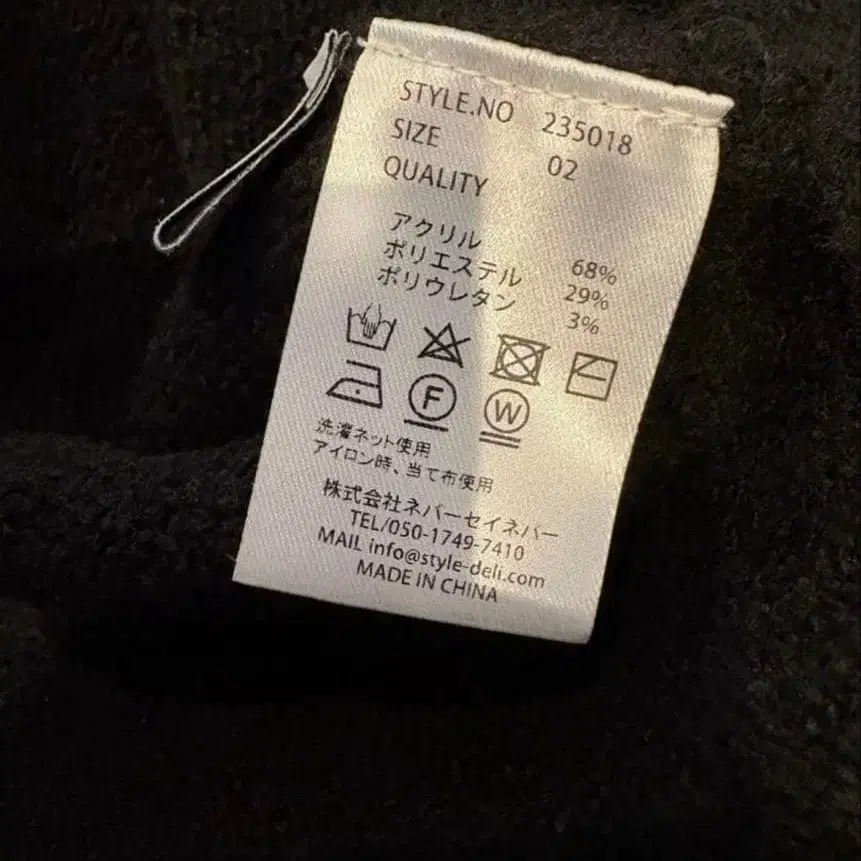 STYLE.NO 235018
SIZE 02
QUALITY
アクリル 68%
ポリエステル 29%
ポリウレタン 3%
F W
洗濯ネット使用
アイロン時、当て布使用
株式会社ネバーセイネバー
TEL/050-1749-7410
MAIL info@style-deli.com
MADE IN CHINA